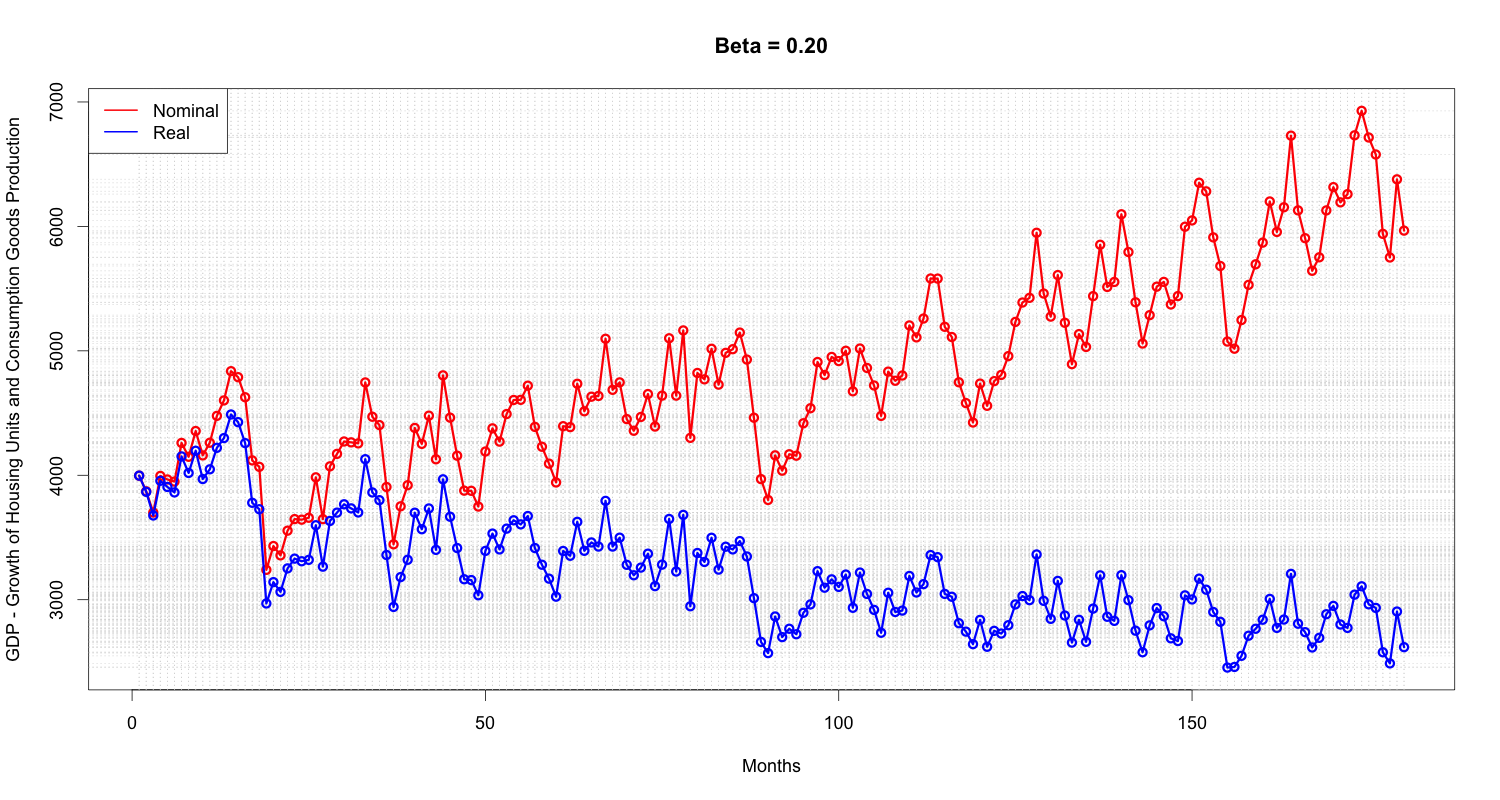 Beta = 0.20
Nominal
Real
GDP - Growth of Housing Units and Consumption Goods Production
7000
6000
5000
4000
3000
0 50 100 150
Months